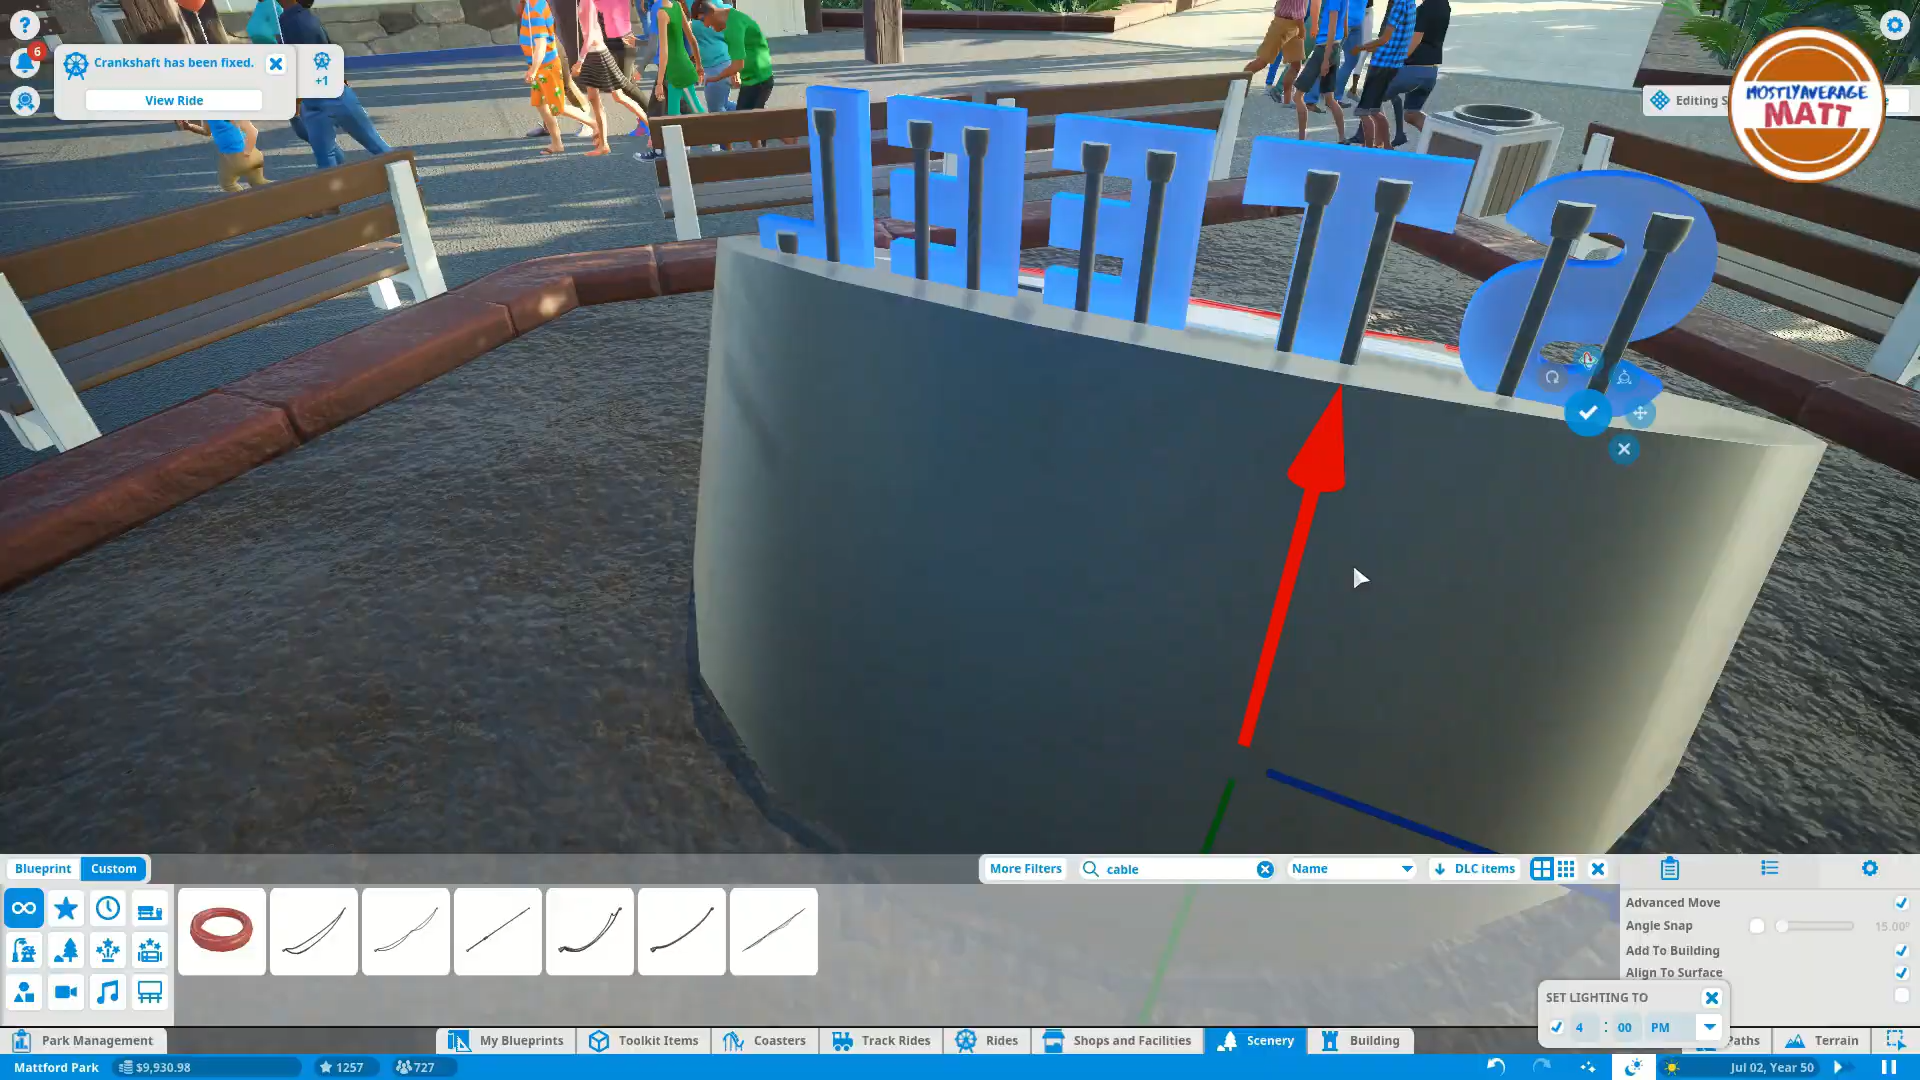 6
Crankshaft has been fixed.
View Ride
+1
Editing S
MOSTLYAVERAGE
MATT
STEEL
Blueprint
Custom
More Filters
cable
Name
DLC items
Advanced Move
Angle Snap
15.00°
Add To Building
Align To Surface
SET LIGHTING TO
4 : 00 PM
Park Management
My Blueprints
Toolkit Items
Coasters
Track Rides
Rides
Shops and Facilities
Scenery
Building
Paths
Terrain
Mattford Park
$9,930.98
1257
727
Jul 02, Year 50